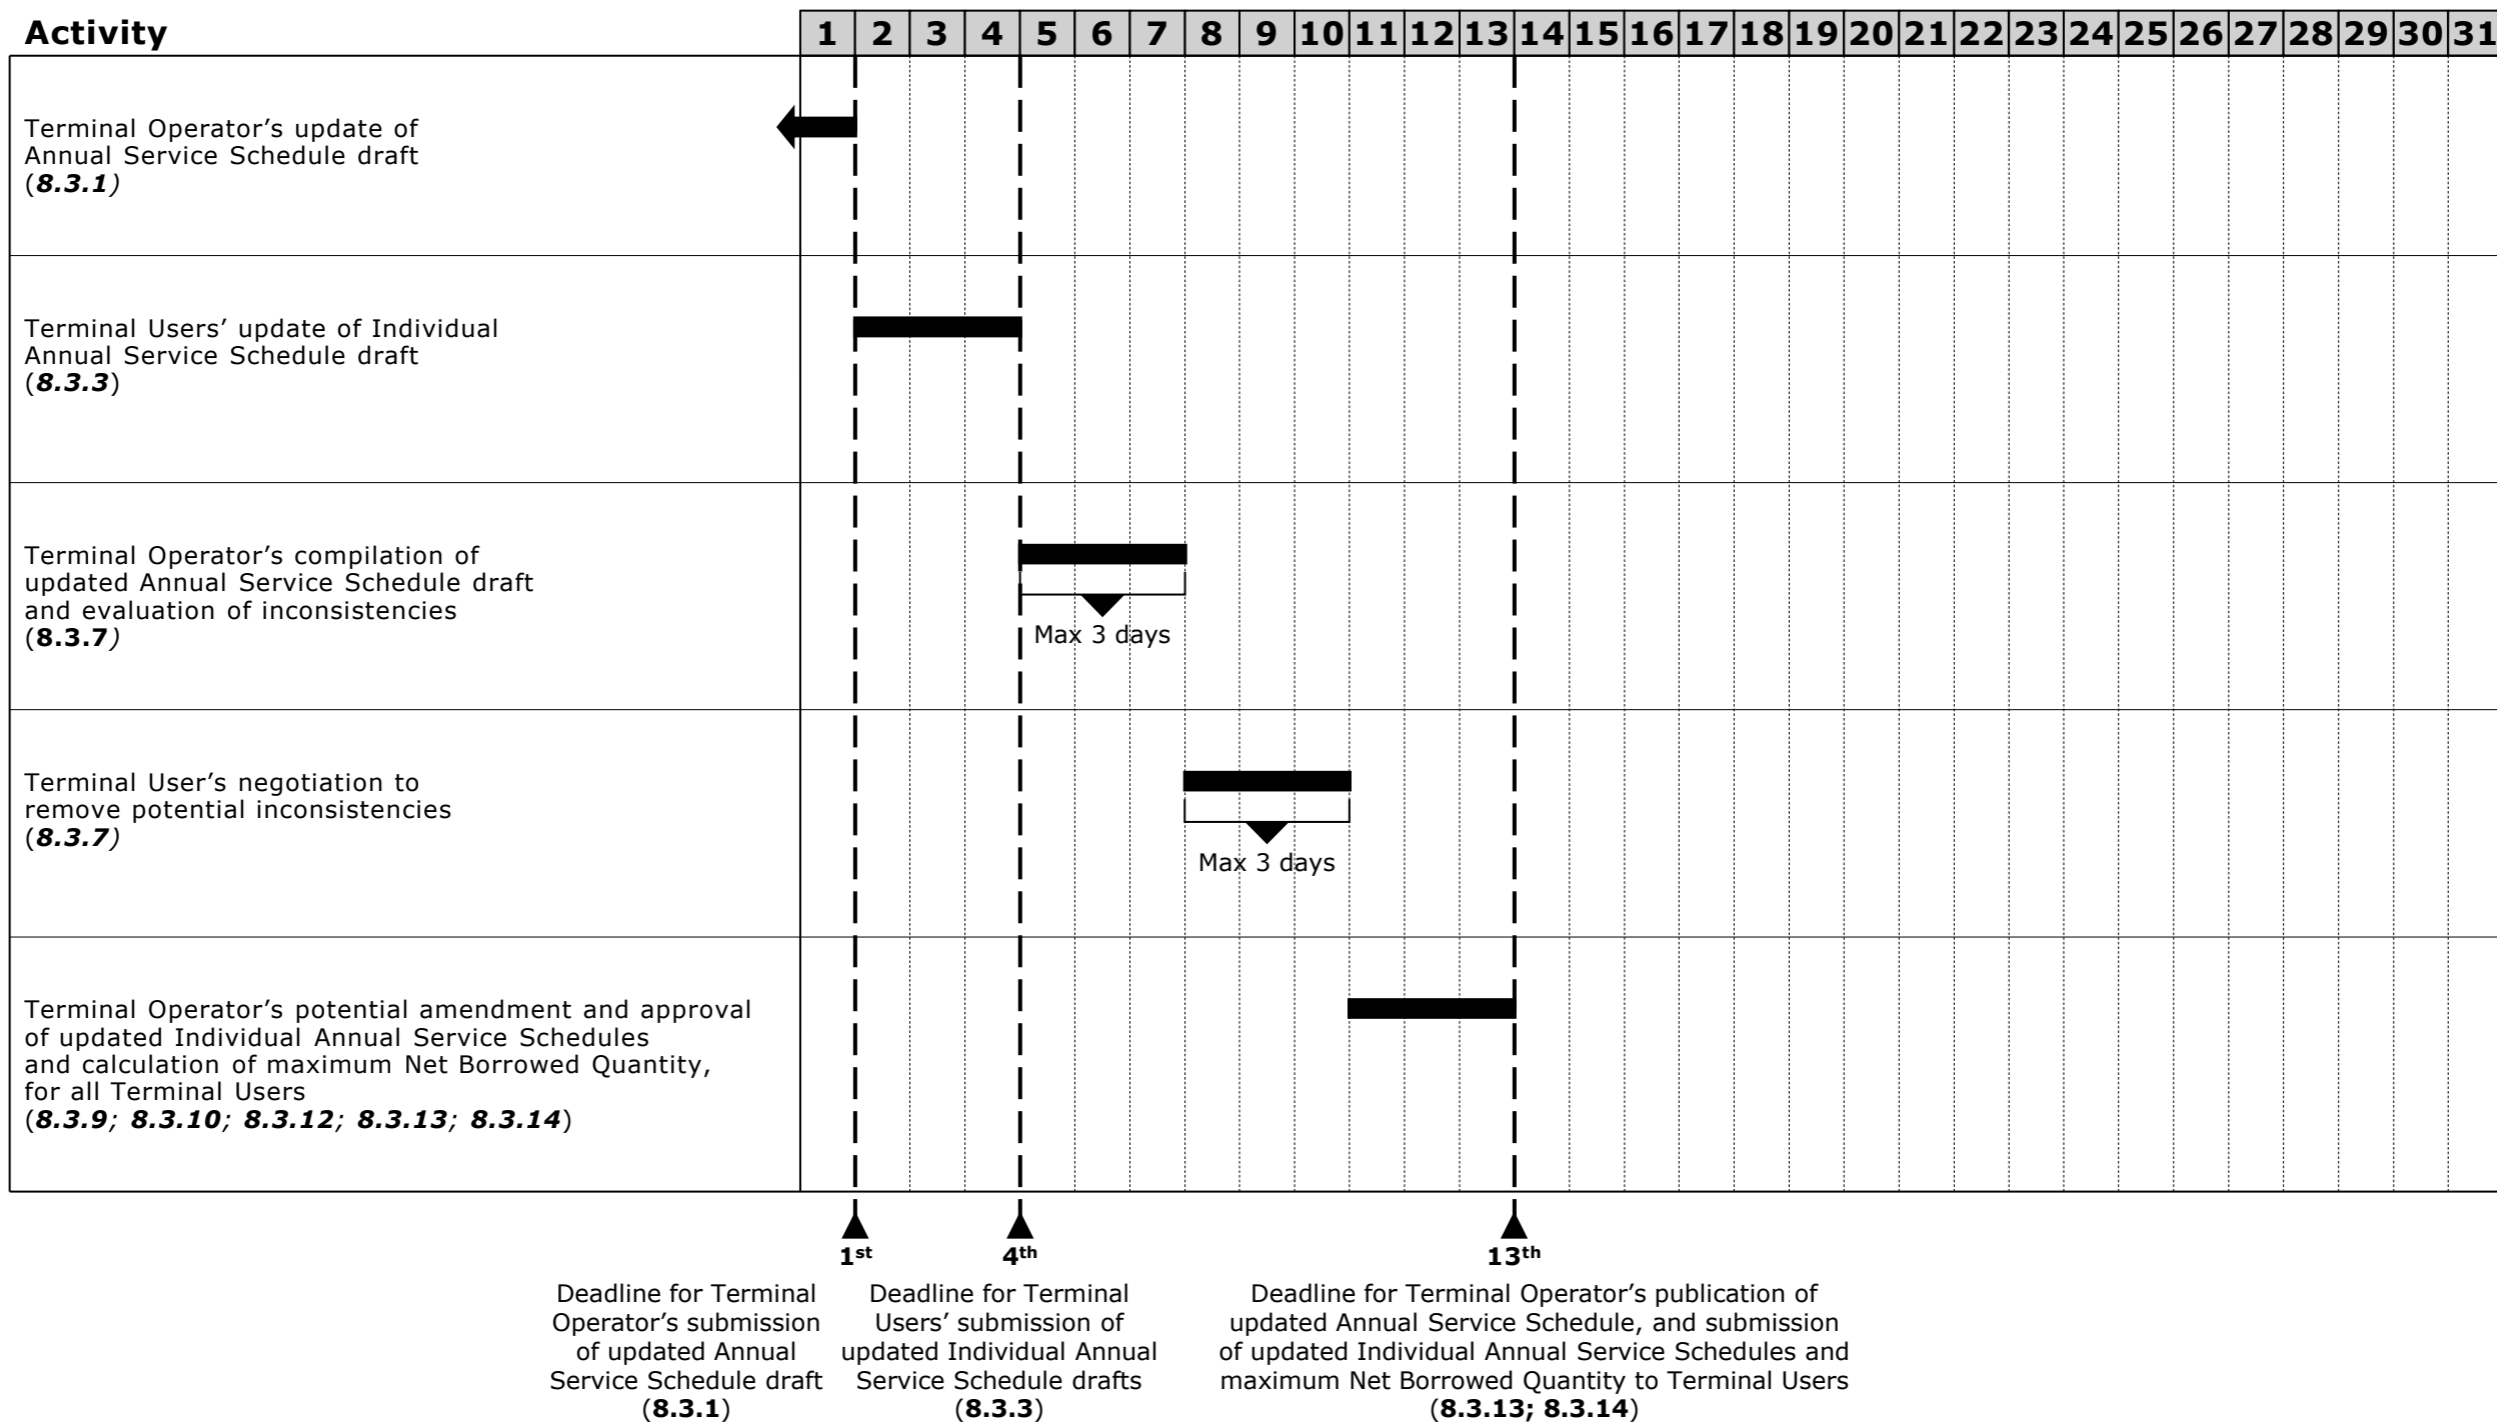 Activity 1 2 3 4 5 6 7 8 9 10 11 12 13 14 15 16 17 18 19 20 21 22 23 24 25 26 27 28 29 30 31
Terminal Operator’s update of
Annual Service Schedule draft
(8.3.1)
Terminal Users’ update of Individual
Annual Service Schedule draft
(8.3.3)
Terminal Operator’s compilation of
updated Annual Service Schedule draft
and evaluation of inconsistencies
(8.3.7)
Max 3 days
Terminal User’s negotiation to
remove potential inconsistencies
(8.3.7)
Max 3 days
Terminal Operator’s potential amendment and approval
of updated Individual Annual Service Schedules
and calculation of maximum Net Borrowed Quantity,
for all Terminal Users
(8.3.9; 8.3.10; 8.3.12; 8.3.13; 8.3.14)
1st
Deadline for Terminal
Operator’s submission
of updated Annual
Service Schedule draft
(8.3.1)
4th
Deadline for Terminal
Users’ submission of
updated Individual Annual
Service Schedule drafts
(8.3.3)
13th
Deadline for Terminal Operator’s publication of
updated Annual Service Schedule, and submission
of updated Individual Annual Service Schedules and
maximum Net Borrowed Quantity to Terminal Users
(8.3.13; 8.3.14)